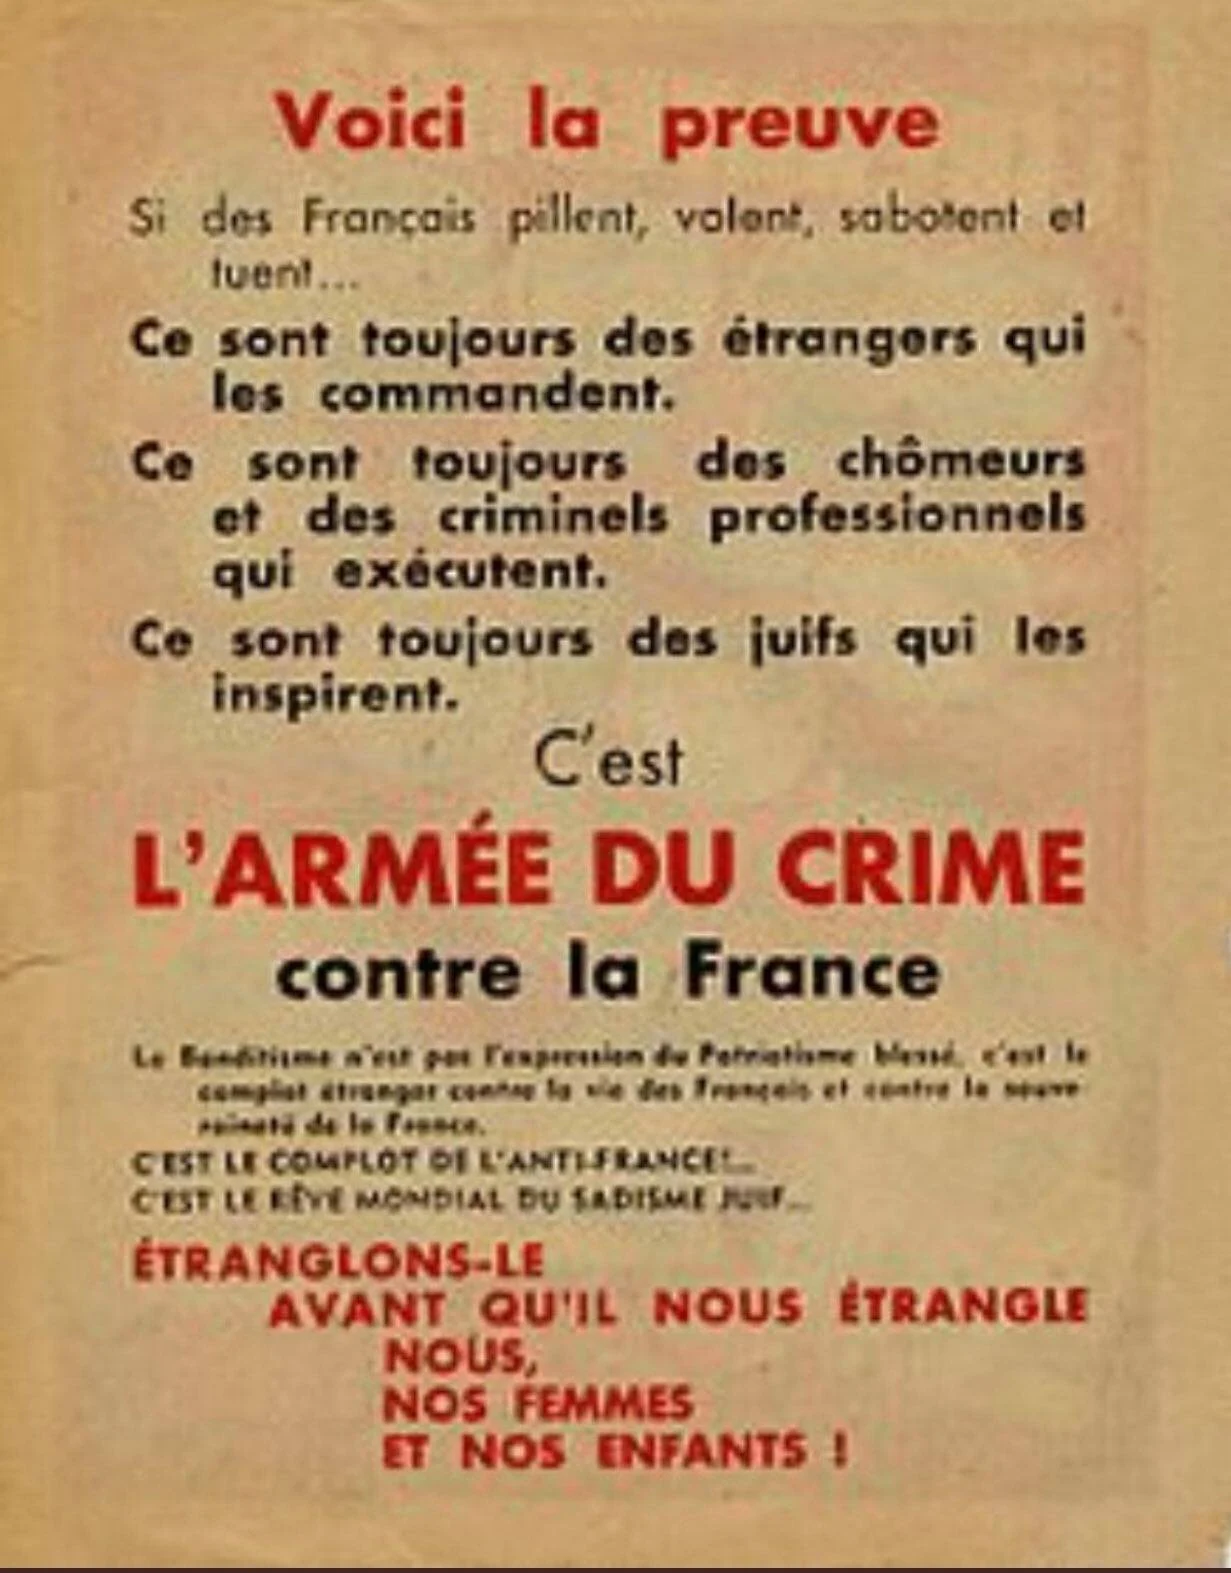 Voici la preuve
Si des Français pillent, volent, sabotent et
tuent...
Ce sont toujours des étrangers qui
les commandent.
Ce sont toujours des chômeurs
et des criminels professionnels
qui exécutent.
Ce sont toujours des juifs qui les
inspirent.
C'est
L'ARMÉE DU CRIME
contre la France
Le Banditisme n'est pas l'expression du Patriotisme blessé, c'est le
complot étranger contre la vie des Français et contre la souve-
raineté de la France.
C'EST LE COMPLOT DE L'ANTI-FRANCE!...
C'EST LE RÊVE MONDIAL DU SADISME JUIF...
ÉTRANGLONS-LE
AVANT QU'IL NOUS ÉTRANGLE
NOUS,
NOS FEMMES
ET NOS ENFANTS !